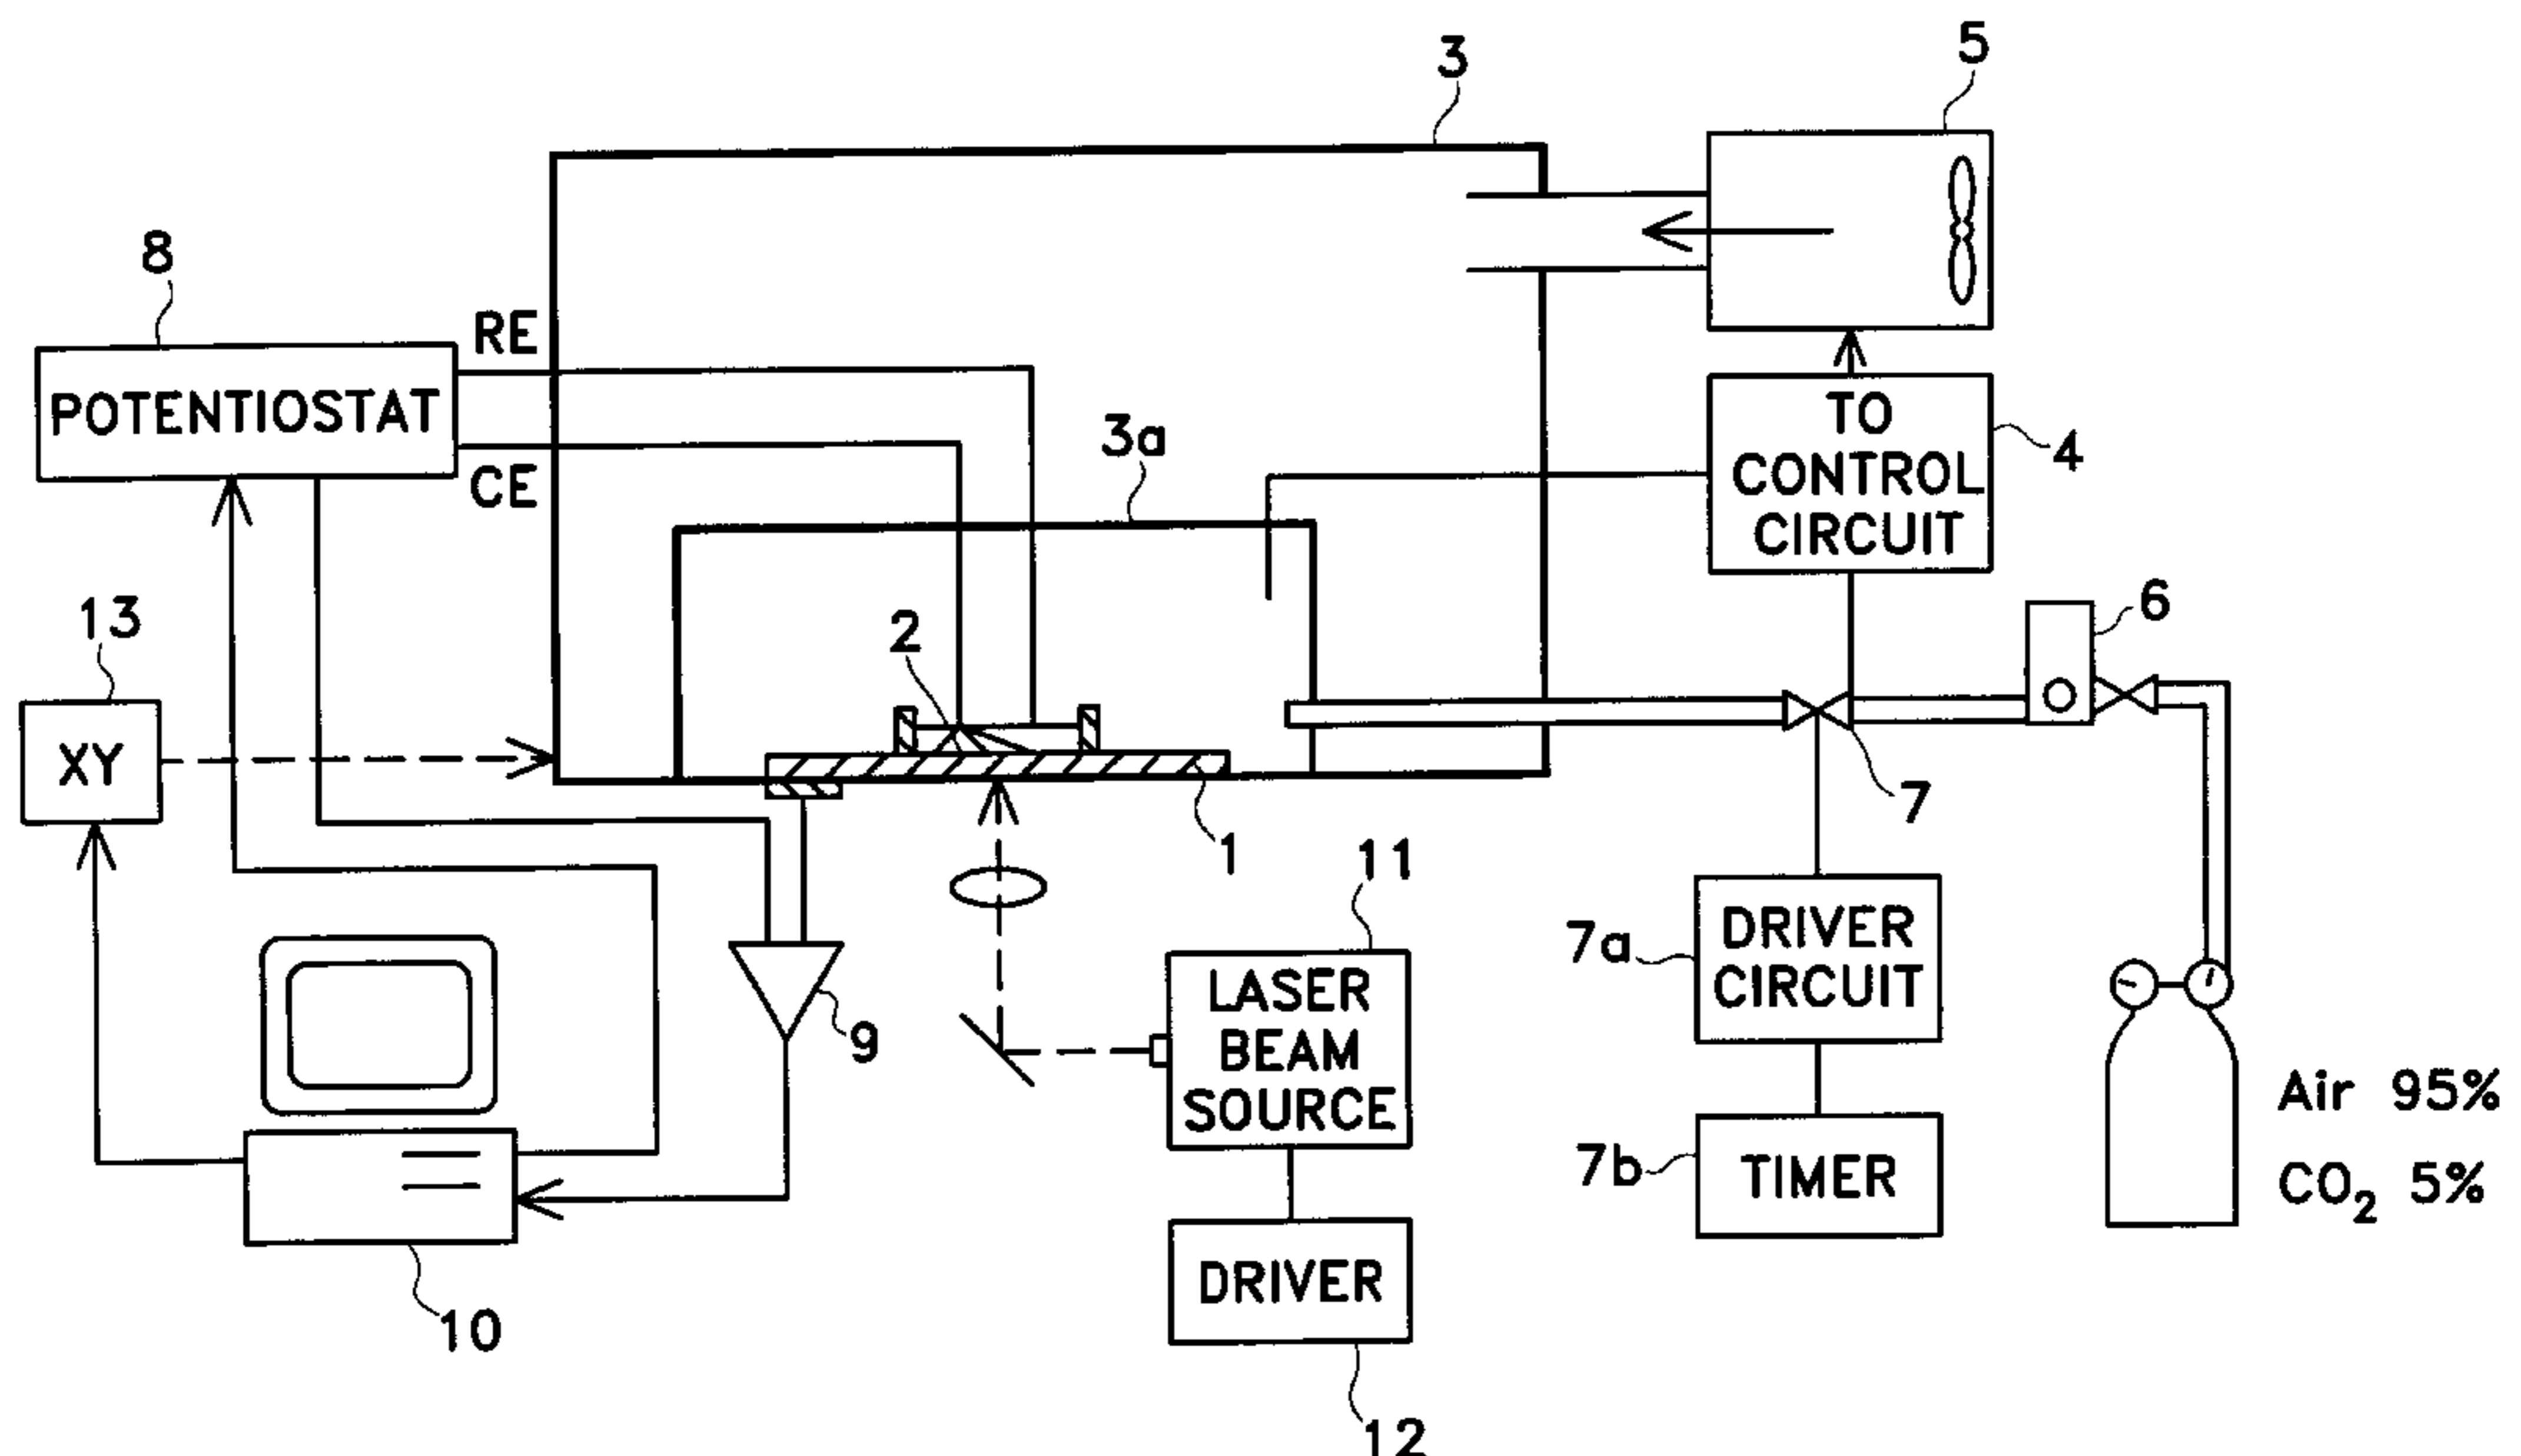 3
5
8
RE
POTENTIOSTAT
CE
3a
TO
CONTROL
CIRCUIT
4
13
2
6
XY
7
1
11
7a
DRIVER
CIRCUIT
9
LASER
BEAM
SOURCE
Air 95%
7b
TIMER
CO2 5%
10
DRIVER
12